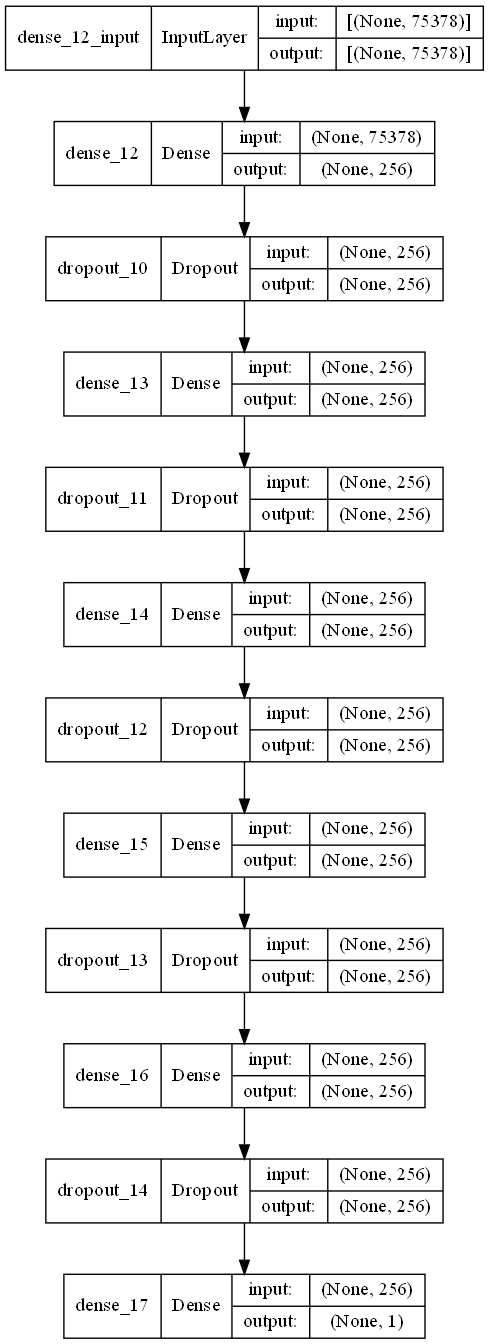 dense_12_input InputLayer input: [(None, 75378)]
output: [(None, 75378)]
dense_12 Dense input: (None, 75378)
output: (None, 256)
dropout_10 Dropout input: (None, 256)
output: (None, 256)
dense_13 Dense input: (None, 256)
output: (None, 256)
dropout_11 Dropout input: (None, 256)
output: (None, 256)
dense_14 Dense input: (None, 256)
output: (None, 256)
dropout_12 Dropout input: (None, 256)
output: (None, 256)
dense_15 Dense input: (None, 256)
output: (None, 256)
dropout_13 Dropout input: (None, 256)
output: (None, 256)
dense_16 Dense input: (None, 256)
output: (None, 256)
dropout_14 Dropout input: (None, 256)
output: (None, 256)
dense_17 Dense input: (None, 256)
output: (None, 1)